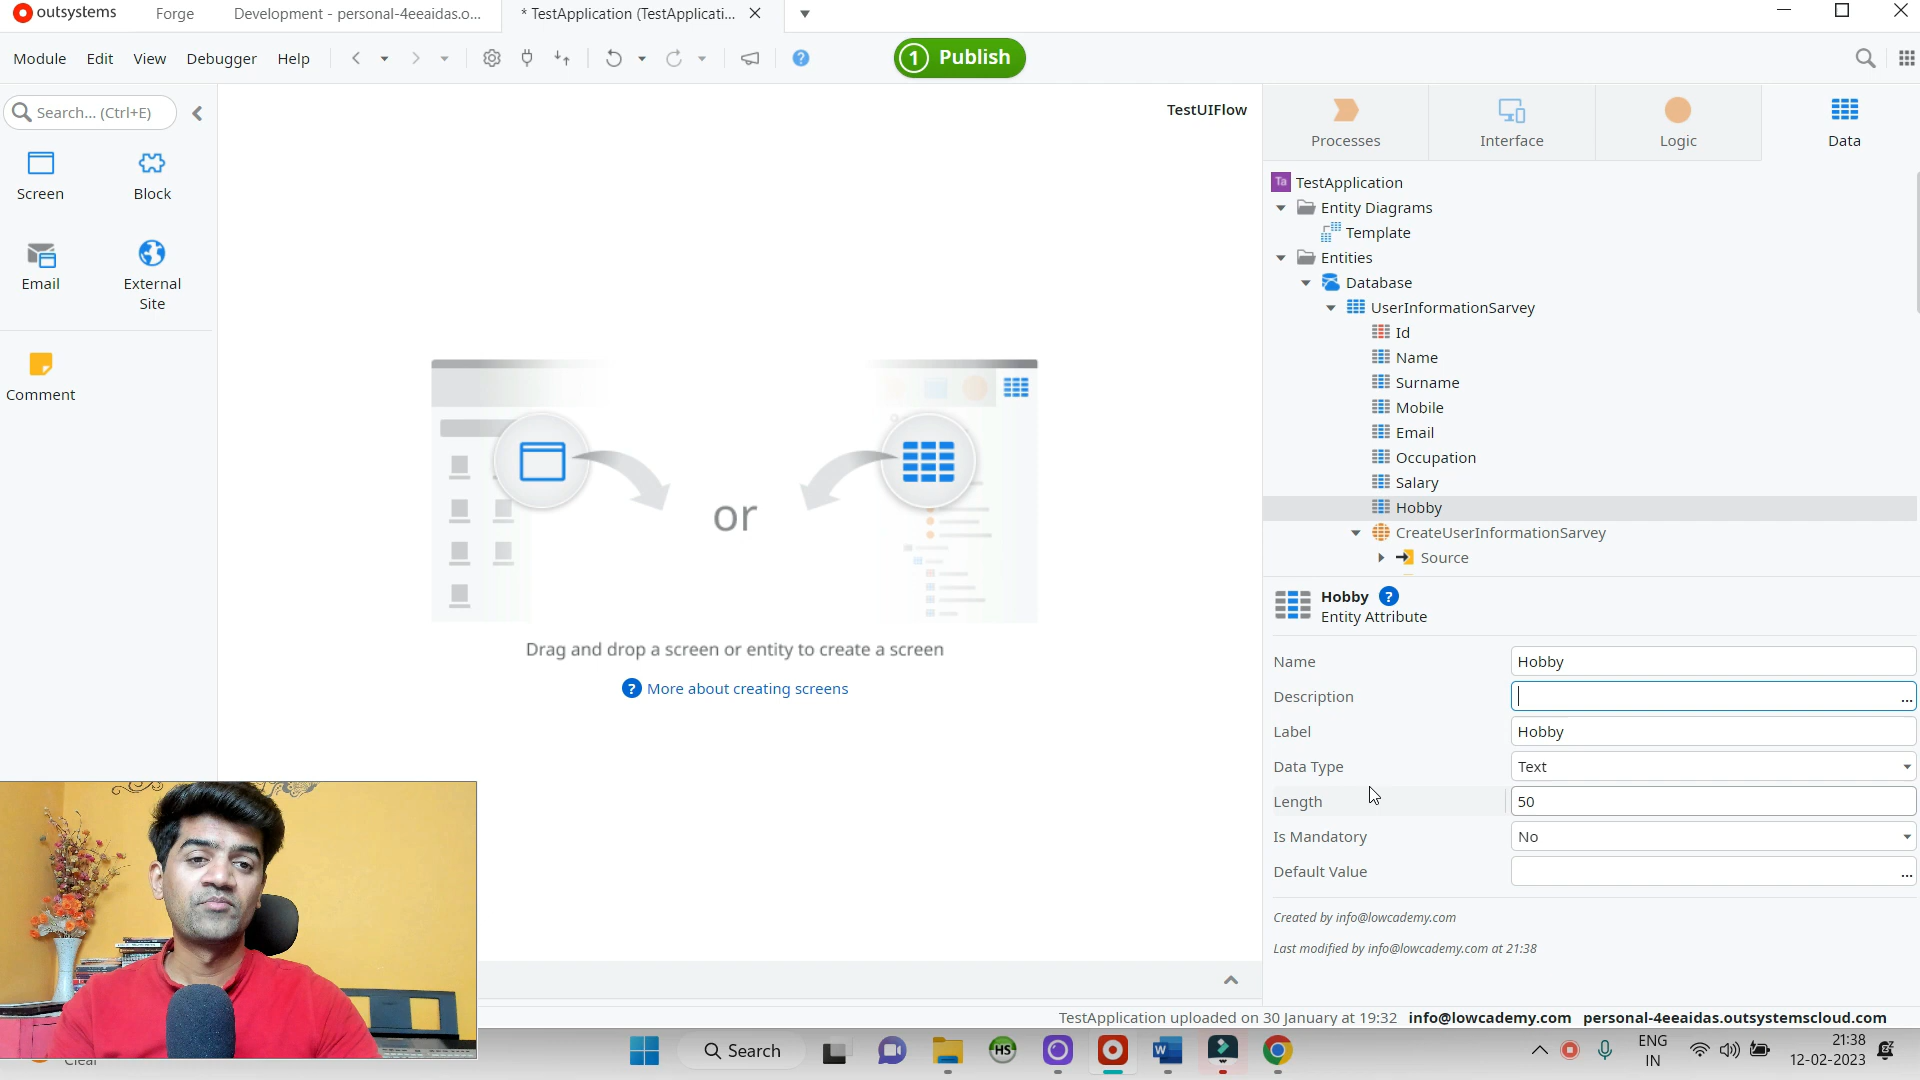 outsystems
Forge
Development - personal-4eeaidas.o...
* TestApplication (TestApplicati...
Module
Edit
View
Debugger
Help
1 Publish
Search... (Ctrl+E)
Screen
Block
Email
External
Site
Comment
TestUIFlow
or
Drag and drop a screen or entity to create a screen
? More about creating screens
Processes
Interface
Logic
Data
Ta TestApplication
Entity Diagrams
Template
Entities
Database
UserInformationSarvey
Id
Name
Surname
Mobile
Email
Occupation
Salary
Hobby
CreateUserInformationSarvey
Source
Hobby ?
Entity Attribute
Name Hobby
Description ...
Label Hobby
Data Type Text
Length 50
Is Mandatory No
Default Value ...
Created by info@lowcademy.com
Last modified by info@lowcademy.com at 21:38
TestApplication uploaded on 30 January at 19:32 info@lowcademy.com personal-4eeaidas.outsystemscloud.com
Clear
Search
HS
W
ENG
IN
21:38
12-02-2023